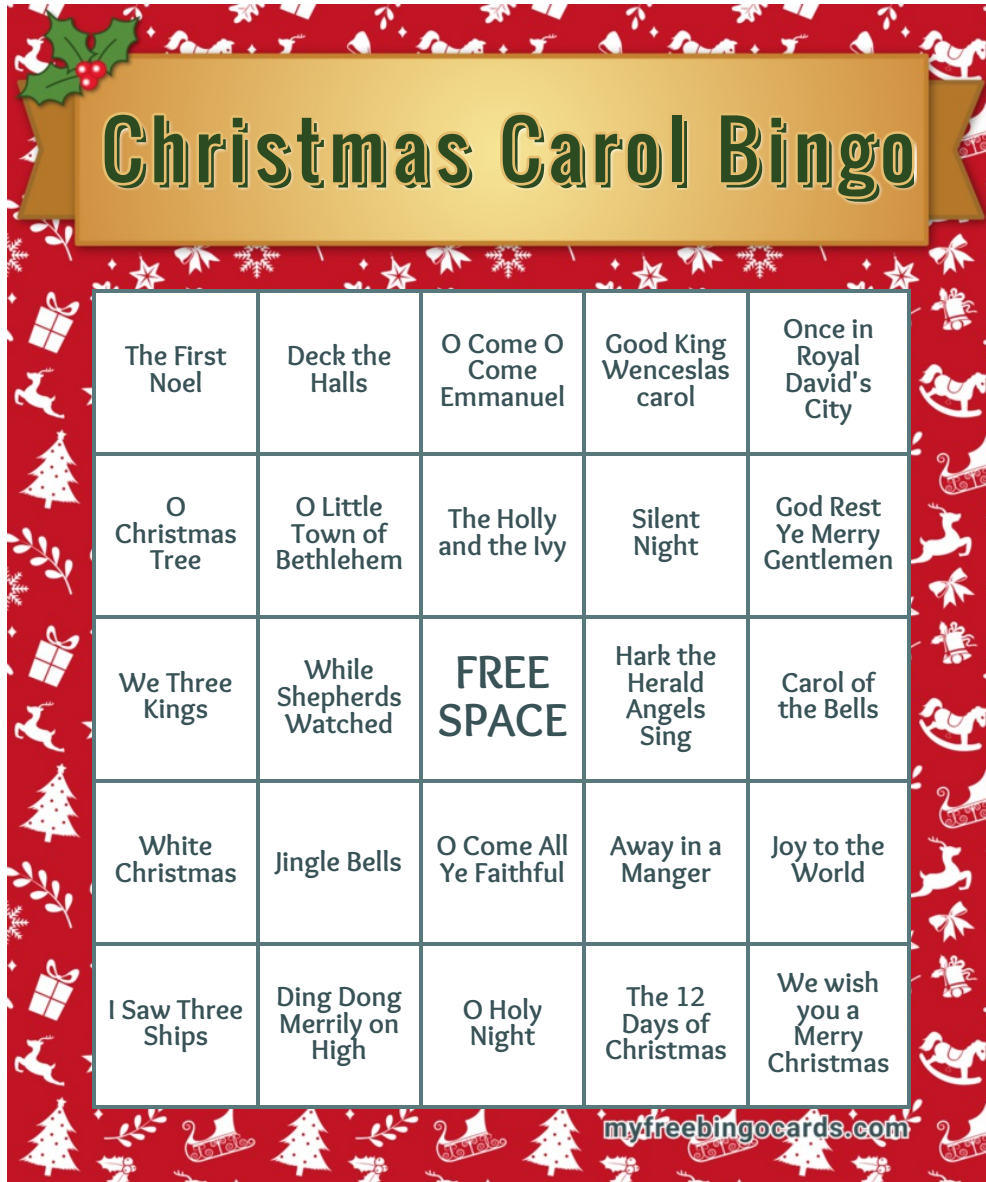 Christmas Carol Bingo
The First
Noel
Deck the
Halls
O Come O
Come
Emmanuel
Good King
Wenceslas
carol
Once in
Royal
David's
City
O
Christmas
Tree
O Little
Town of
Bethlehem
The Holly
and the Ivy
Silent
Night
God Rest
Ye Merry
Gentlemen
We Three
Kings
While
Shepherds
Watched
FREE
SPACE
Hark the
Herald
Angels
Sing
Carol of
the Bells
White
Christmas
Jingle Bells
O Come All
Ye Faithful
Away in a
Manger
Joy to the
World
I Saw Three
Ships
Ding Dong
Merrily on
High
O Holy
Night
The 12
Days of
Christmas
We wish
you a
Merry
Christmas
myfreebingocards.com